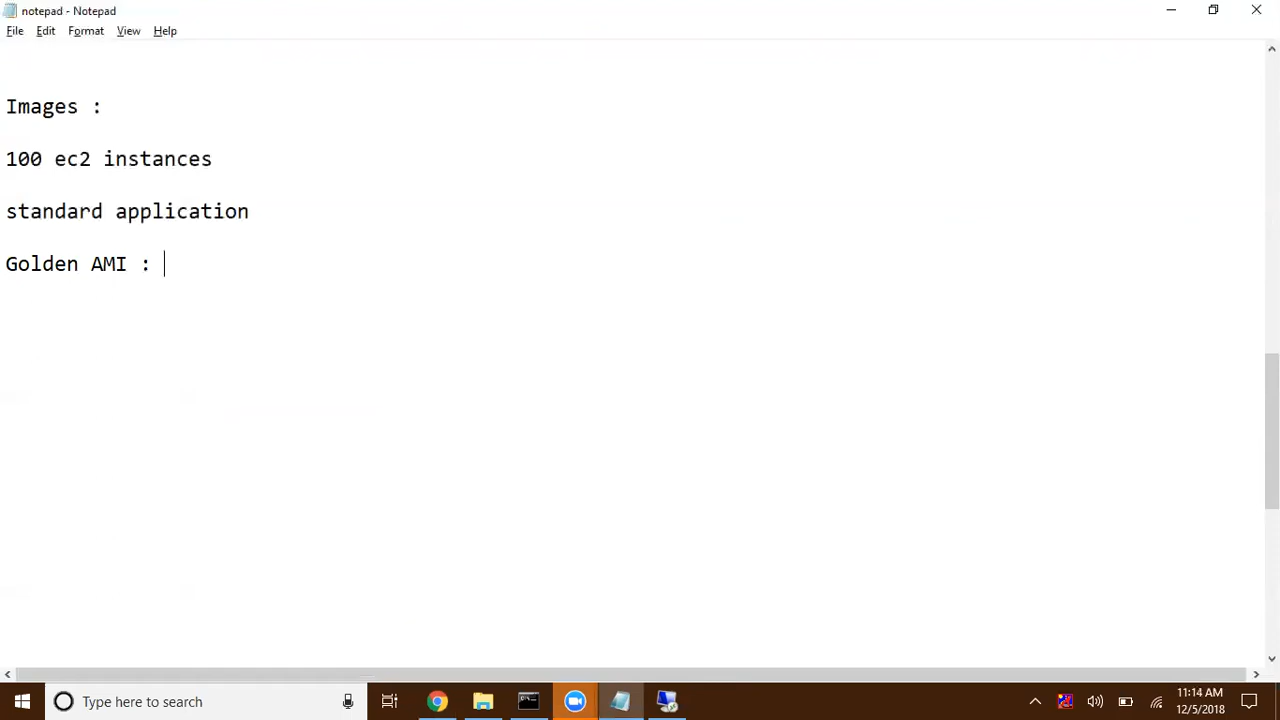 notepad - Notepad
File Edit Format View Help
Images :
100 ec2 instances
standard application
Golden AMI :
Type here to search
11:14 AM
12/5/2018